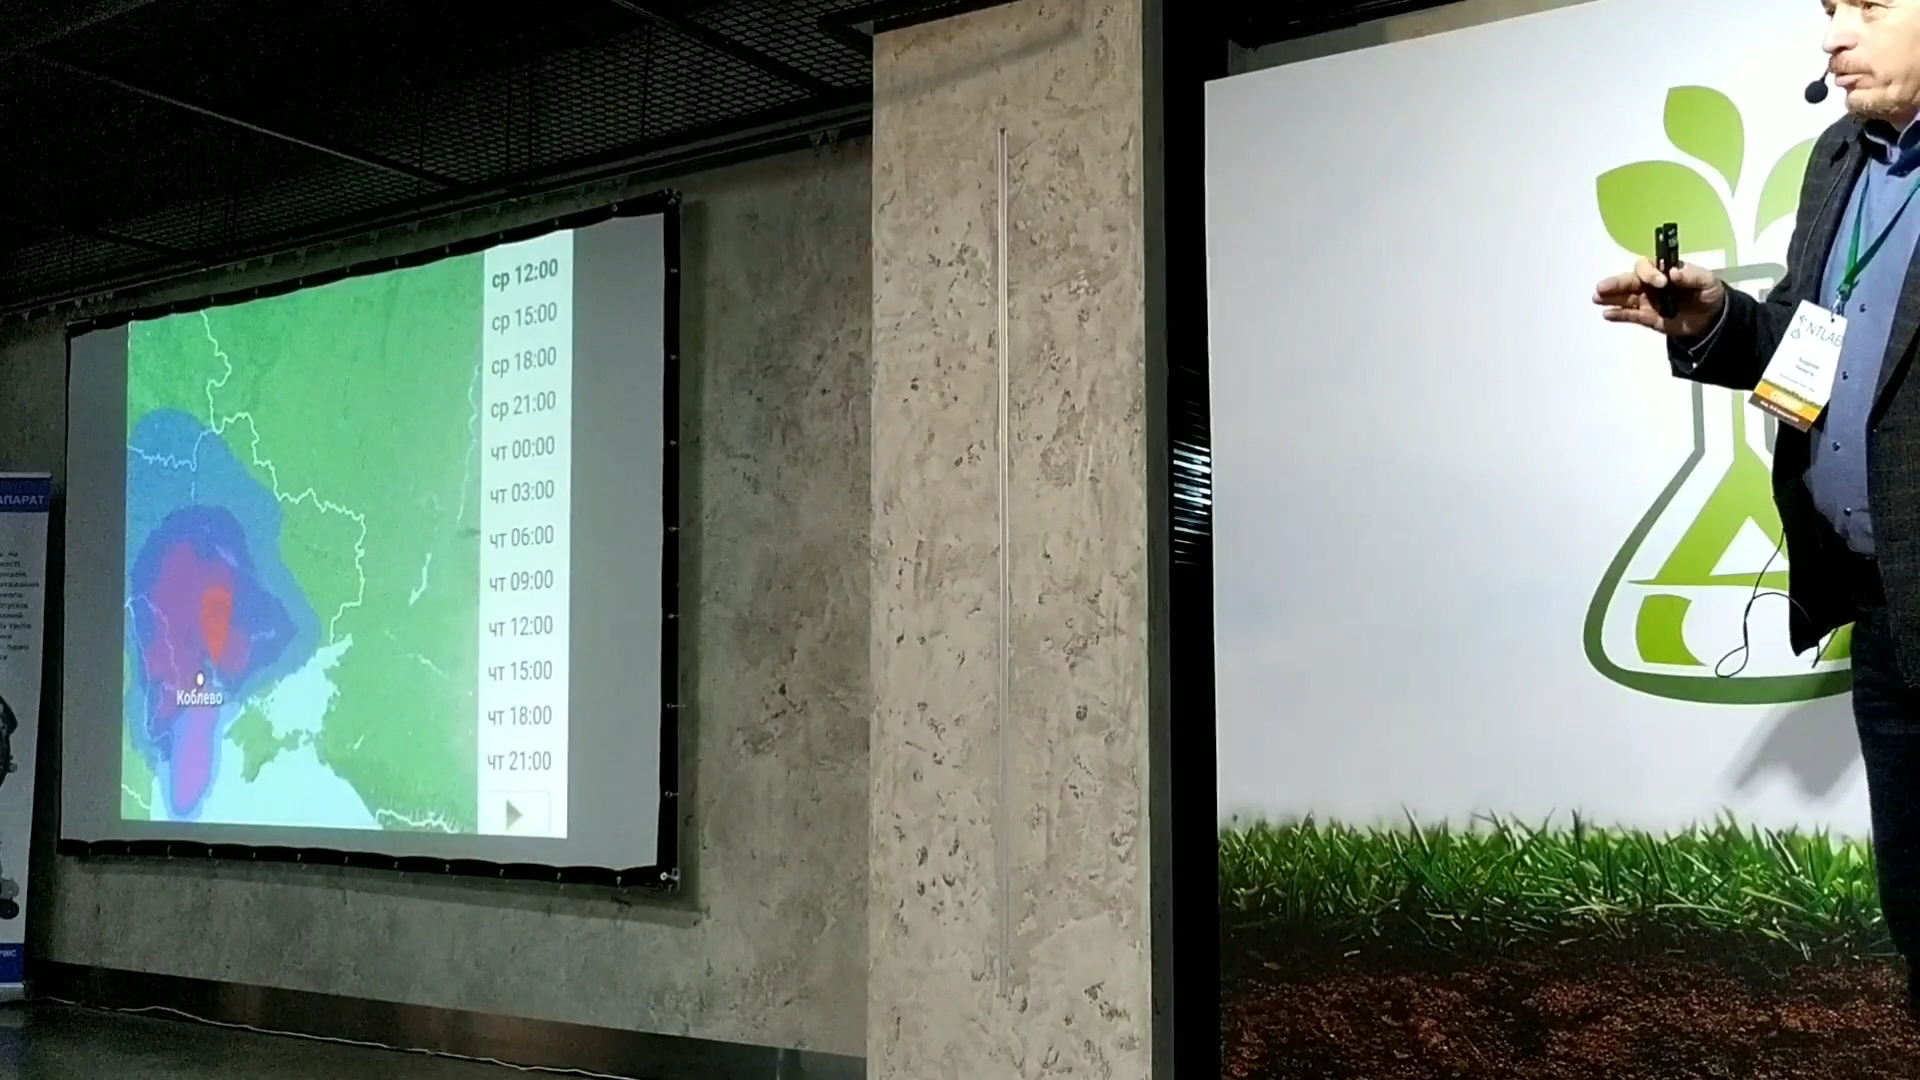 ср 12:00
ср 15:00
ср 18:00
ср 21:00
чт 00:00
чт 03:00
чт 06:00
чт 09:00
чт 12:00
чт 15:00
чт 18:00
чт 21:00
Коблево
АПАРАТ
NTLAB